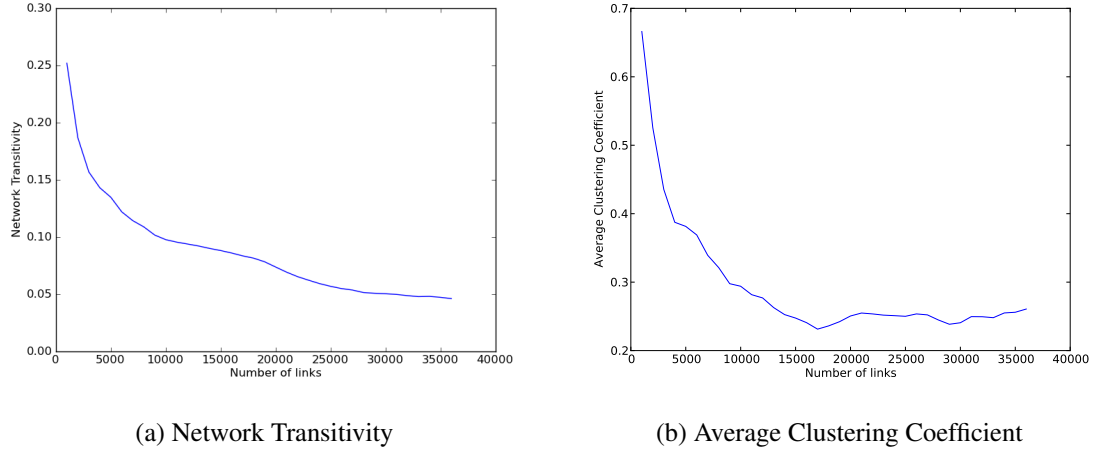 0.30
0.25
0.20
0.15
0.10
0.05
0.00
Network Transitivity
0 5000 10000 15000 20000 25000 30000 35000 40000
Number of links
(a) Network Transitivity
0.7
0.6
0.5
0.4
0.3
0.2
Average Clustering Coefficient
0 5000 10000 15000 20000 25000 30000 35000 40000
Number of links
(b) Average Clustering Coefficient